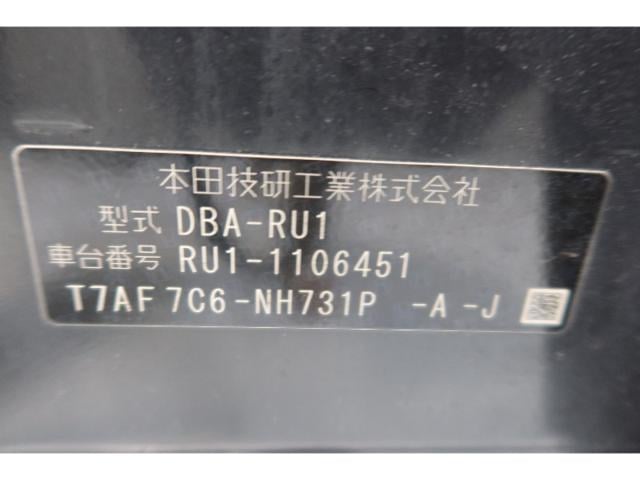 本田技研工業株式会社
型式 DBA-RU1
車台番号 RU1-1106451
T7AF 7C6-NH731P -A -J